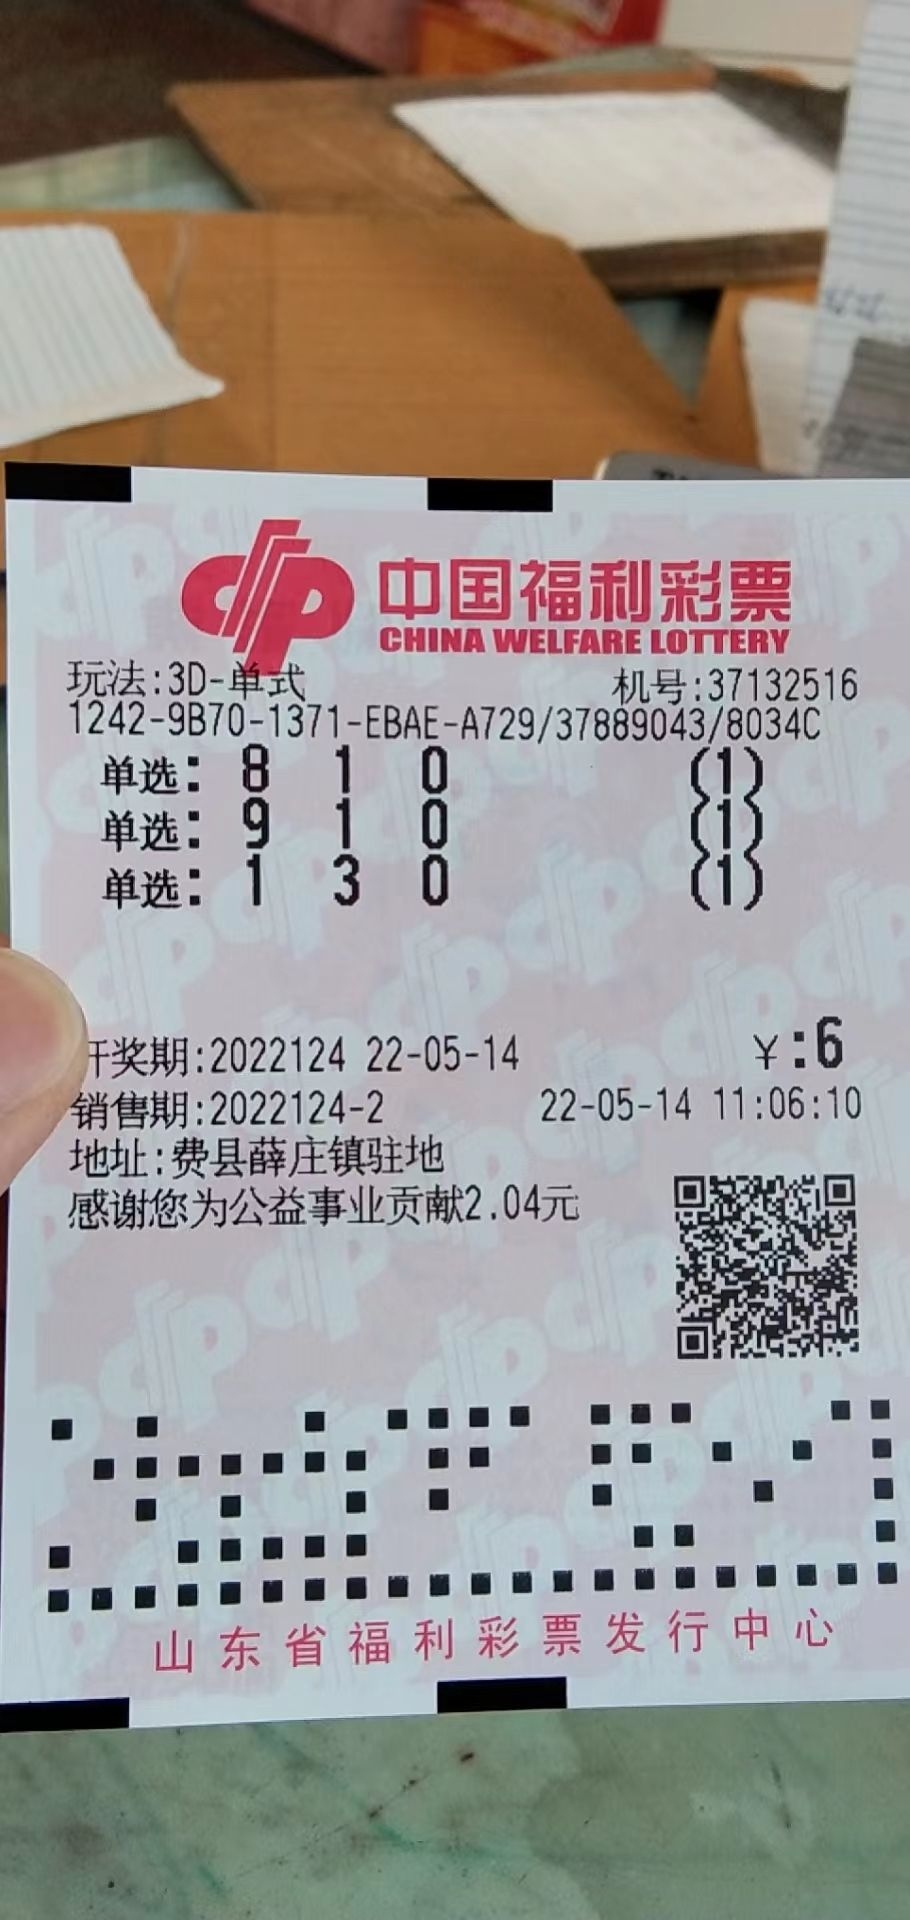 中国福利彩票
CHINA WELFARE LOTTERY
玩法:3D-单式 机号:37132516
1242-9B70-1371-EBAE-A729/37889043/8034C
单选: 8 1 0 (1)
单选: 9 1 0 (1)
单选: 1 3 0 (1)
开奖期:2022124 22-05-14 ¥:6
销售期:2022124-2 22-05-14 11:06:10
地址:费县薛庄镇驻地
感谢您为公益事业贡献2.04元
山东省福利彩票发行中心